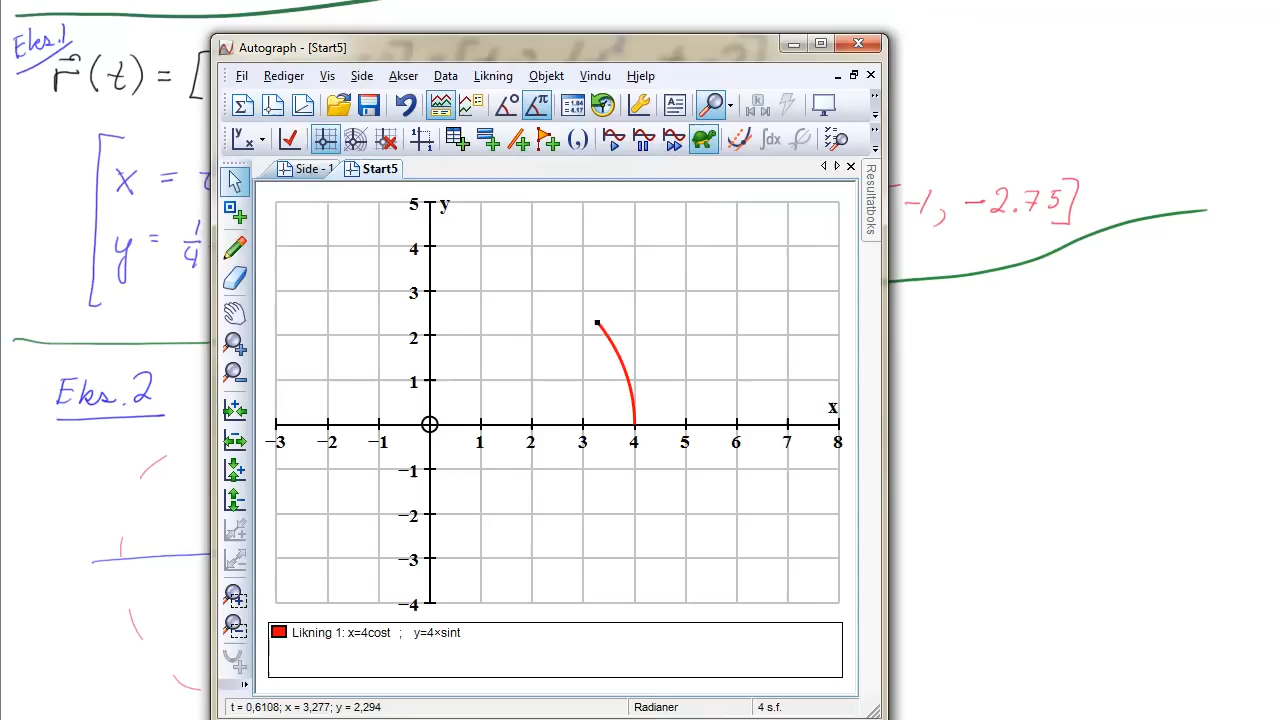 Eks.1
r(t) = [
x =
y = 1/4
-1, -2.75]
Eks.2
Autograph - [Start5]
Fil Rediger Vis Side Akser Data Likning Objekt Vindu Hjelp
Side - 1 Start5
Resultatboks
y
5
4
3
2
1
x
-3 -2 -1 1 2 3 4 5 6 7 8
-1
-2
-3
-4
Likning 1: x=4cost ; y=4×sint
t = 0,6108; x = 3,277; y = 2,294 Radianer 4 s.f.